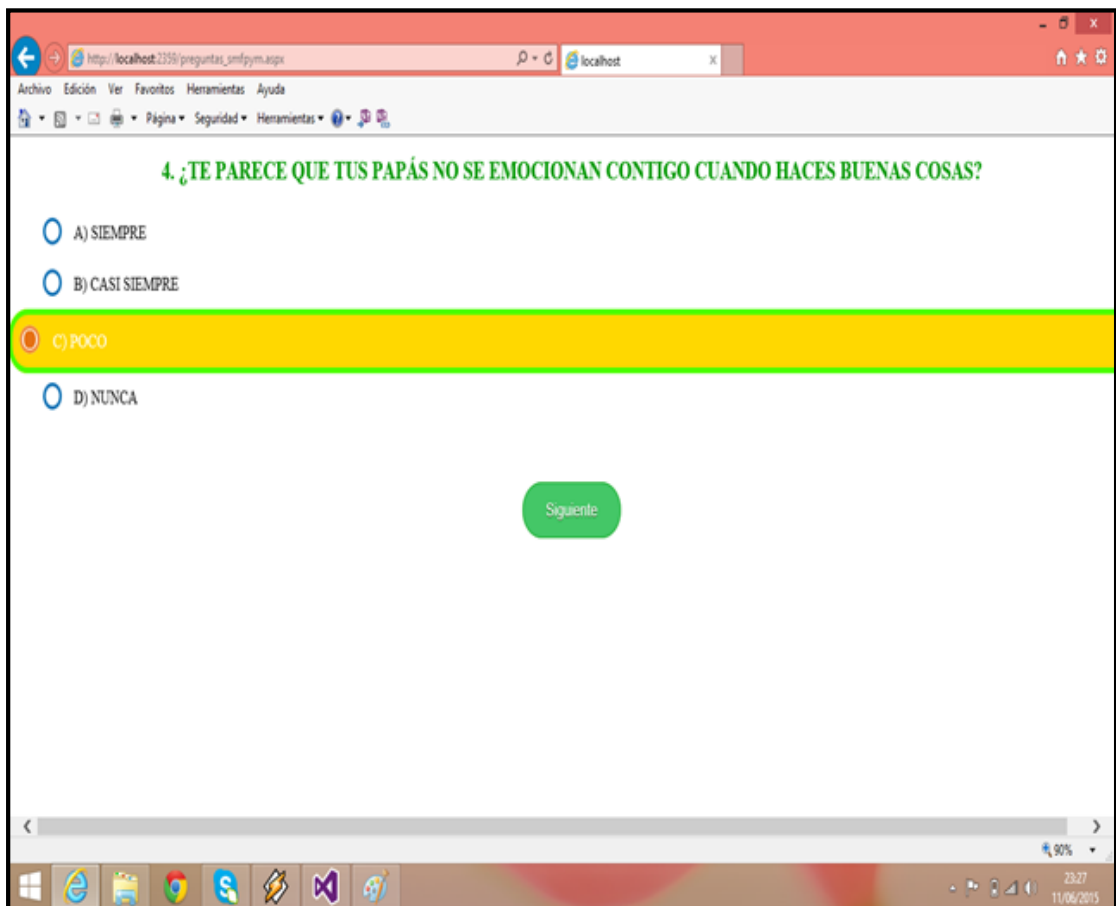 http://localhost:2359/preguntas_smfpym.aspx
localhost
Archivo Edición Ver Favoritos Herramientas Ayuda
Página Seguridad Herramientas
4. ¿TE PARECE QUE TUS PAPÁS NO SE EMOCIONAN CONTIGO CUANDO HACES BUENAS COSAS?
A) SIEMPRE
B) CASI SIEMPRE
C) POCO
D) NUNCA
Siguiente
90%
23:27
11/06/2015